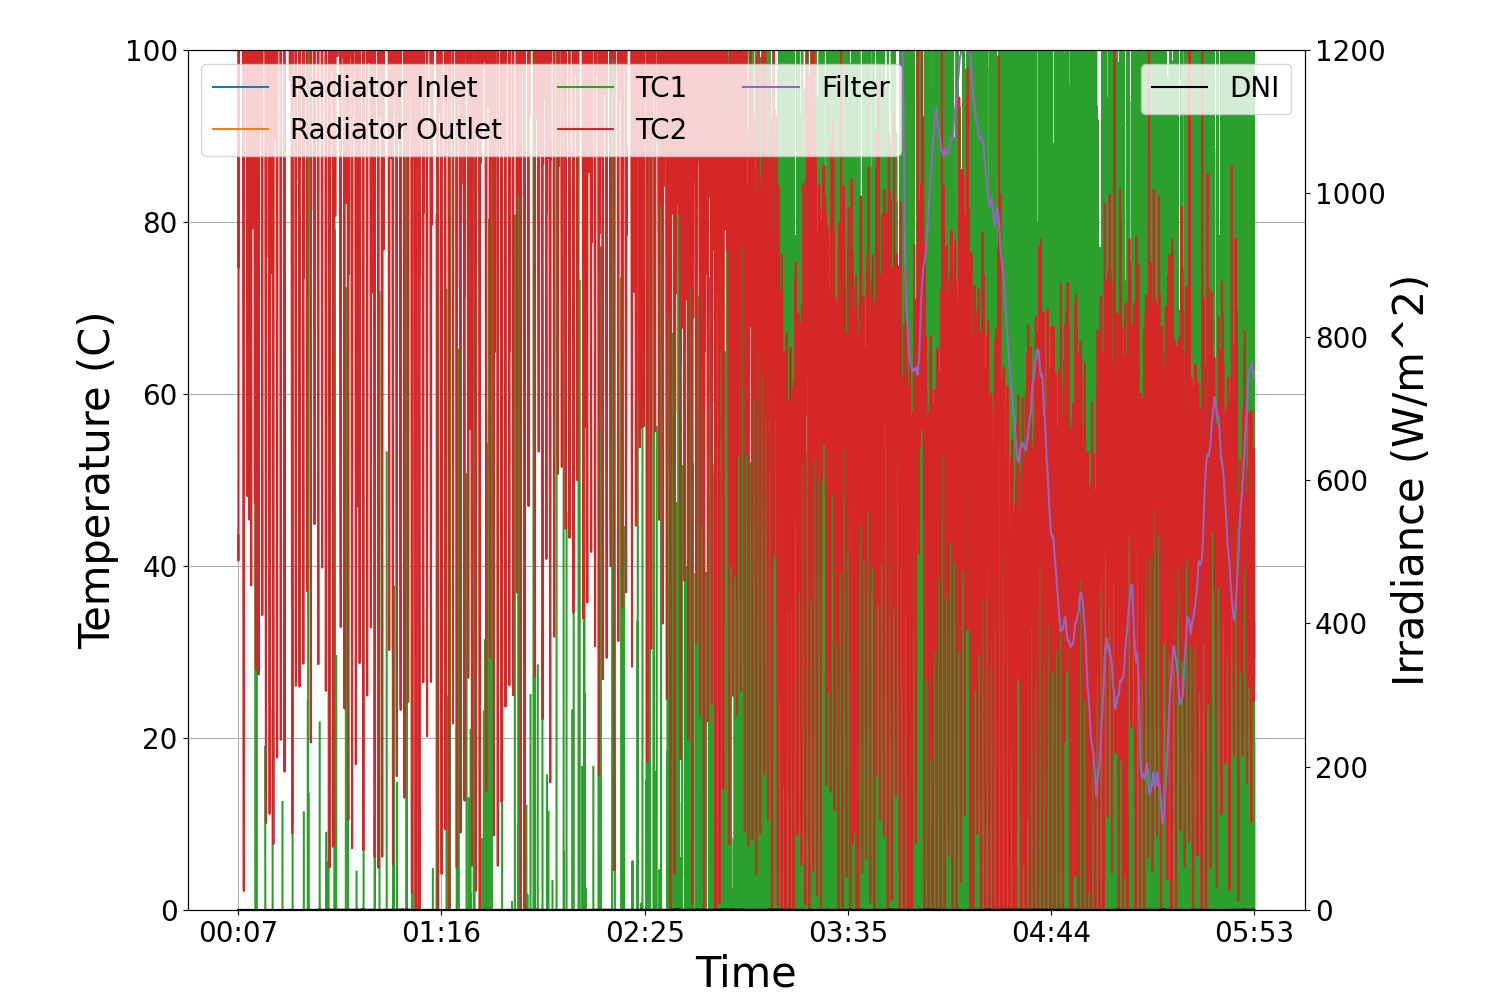 Radiator Inlet
Radiator Outlet
TC1
TC2
Filter
DNI
Temperature (C)
100
80
60
40
20
0
1200
1000
800
600
400
200
0
Irradiance (W/m^2)
00:07 01:16 02:25 03:35 04:44 05:53
Time